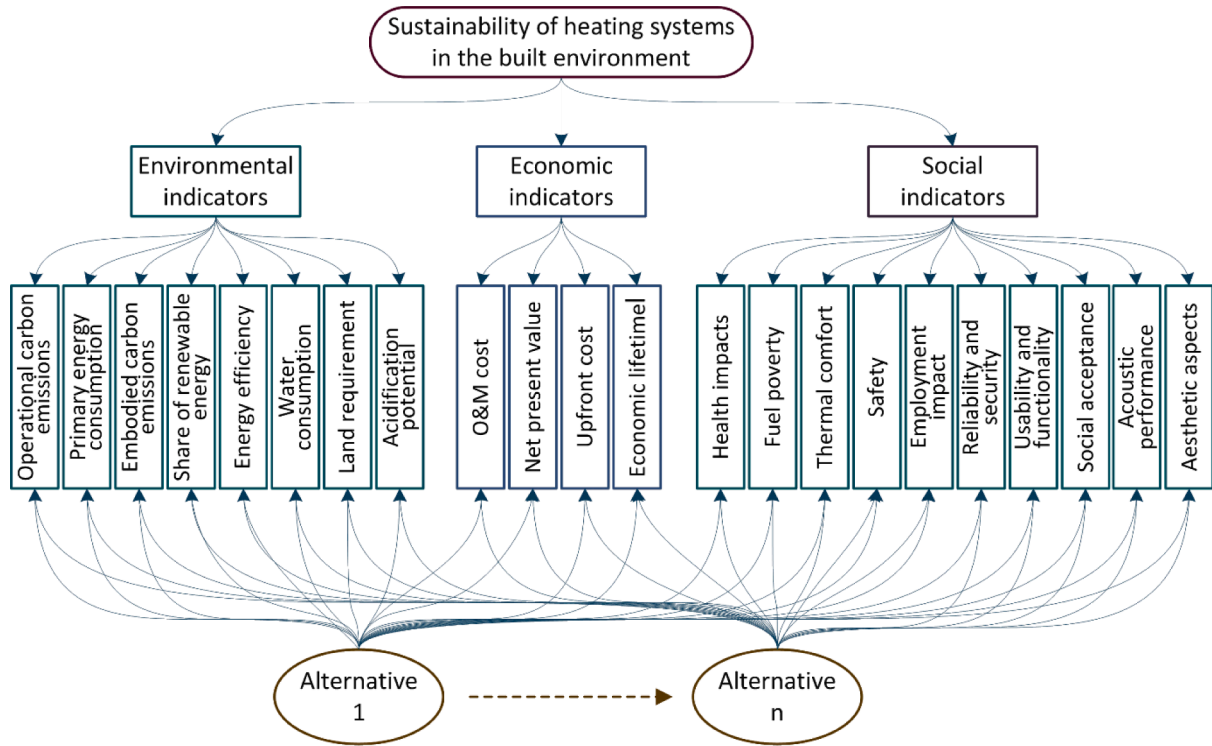 Sustainability of heating systems
in the built environment
Environmental
indicators
Economic
indicators
Social
indicators
Operational carbon
emissions
Primary energy
consumption
Embodied carbon
emissions
Share of renewable
energy
Energy efficiency
Water
consumption
Land requirement
Acidification
potential
O&M cost
Net present value
Upfront cost
Economic lifetimel
Health impacts
Fuel poverty
Thermal comfort
Safety
Employment
impact
Reliability and
security
Usability and
functionality
Social acceptance
Acoustic
performance
Aesthetic aspects
Alternative
1
Alternative
n